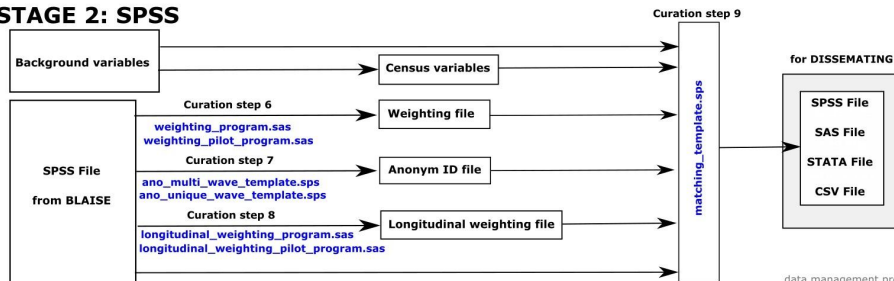 STAGE 2: SPSS
Curation step 9
Background variables
Census variables
for DISSEMATING
Curation step 6
weighting_program.sas
weighting_pilot_program.sas
Weighting file
SPSS File
from BLAISE
Curation step 7
ano_multi_wave_template.sps
ano_unique_wave_template.sps
Anonym ID file
Curation step 8
longitudinal_weighting_program.sas
longitudinal_weighting_pilot_program.sas
Longitudinal weighting file
matching_template.sps
SPSS File
SAS File
STATA File
CSV File
data management